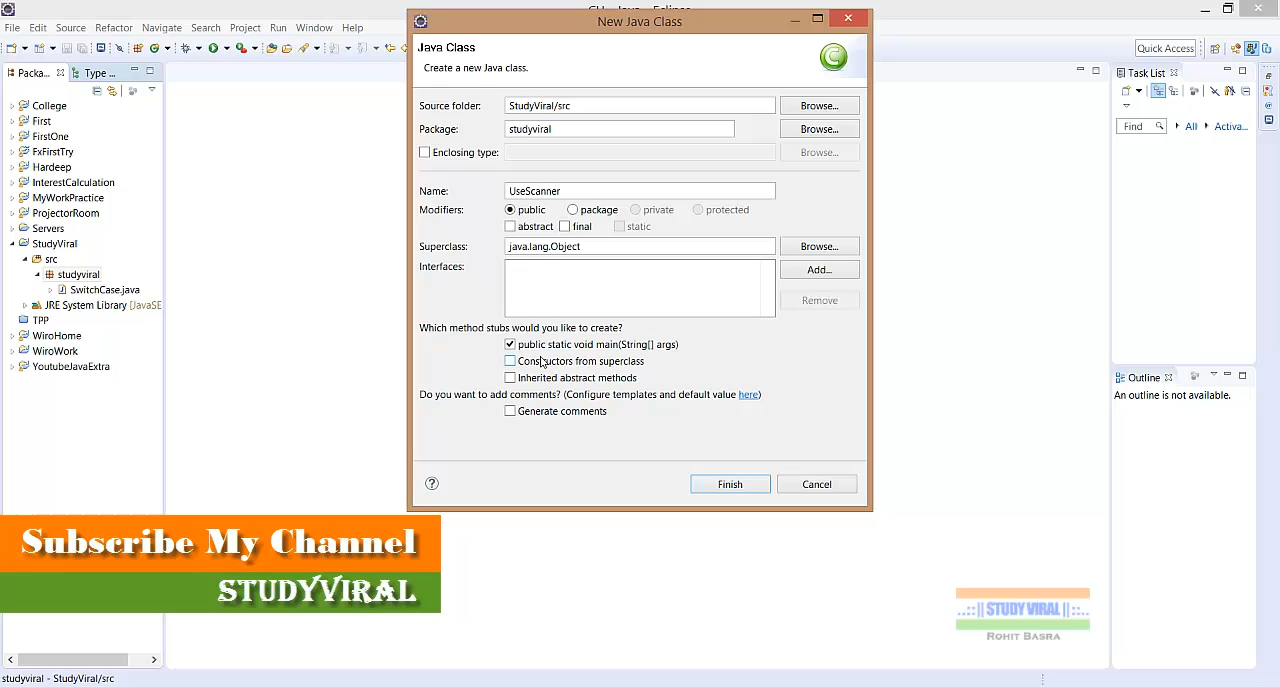 New Java Class
File Edit Source Refactor Navigate Search Project Run Window Help
Quick Access
Packa...
Type ...
College
First
FirstOne
FxFirstTry
Hardeep
InterestCalculation
MyWorkPractice
ProjectorRoom
Servers
StudyViral
src
studyviral
SwitchCase.java
JRE System Library [JavaSE
TPP
WiroHome
WiroWork
YoutubeJavaExtra
Java Class
Create a new Java class.
Source folder: StudyViral/src Browse...
Package: studyviral Browse...
Enclosing type: Browse...
Name: UseScanner
Modifiers: public package private protected
abstract final static
Superclass: java.lang.Object Browse...
Interfaces: Add...
Remove
Which method stubs would you like to create?
public static void main(String[] args)
Constructors from superclass
Inherited abstract methods
Do you want to add comments? (Configure templates and default value here)
Generate comments
? Finish Cancel
Task List
Find All Activa...
Outline
An outline is not available.
Subscribe My Channel
STUDYVIRAL
..::|| STUDY VIRAL ||::..
ROHIT BASRA
studyviral - StudyViral/src